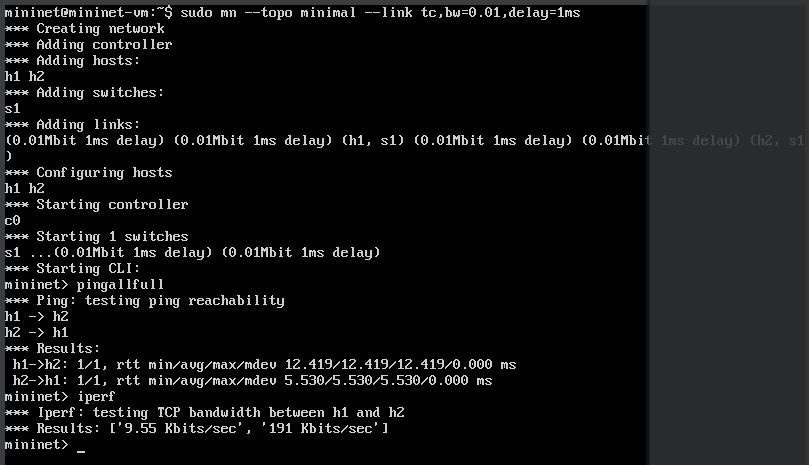 mininet@mininet-vm:~$ sudo mn --topo minimal --link tc,bw=0.01,delay=1ms
*** Creating network
*** Adding controller
*** Adding hosts:
h1 h2
*** Adding switches:
s1
*** Adding links:
(0.01Mbit 1ms delay) (0.01Mbit 1ms delay) (h1, s1) (0.01Mbit 1ms delay) (0.01Mbit 1ms delay) (h2, s1
)
*** Configuring hosts
h1 h2
*** Starting controller
c0
*** Starting 1 switches
s1 ...(0.01Mbit 1ms delay) (0.01Mbit 1ms delay)
*** Starting CLI:
mininet> pingallfull
*** Ping: testing ping reachability
h1 -> h2
h2 -> h1
*** Results:
 h1->h2: 1/1, rtt min/avg/max/mdev 12.419/12.419/12.419/0.000 ms
 h2->h1: 1/1, rtt min/avg/max/mdev 5.530/5.530/5.530/0.000 ms
mininet> iperf
*** Iperf: testing TCP bandwidth between h1 and h2
*** Results: ['9.55 Kbits/sec', '191 Kbits/sec']
mininet> _